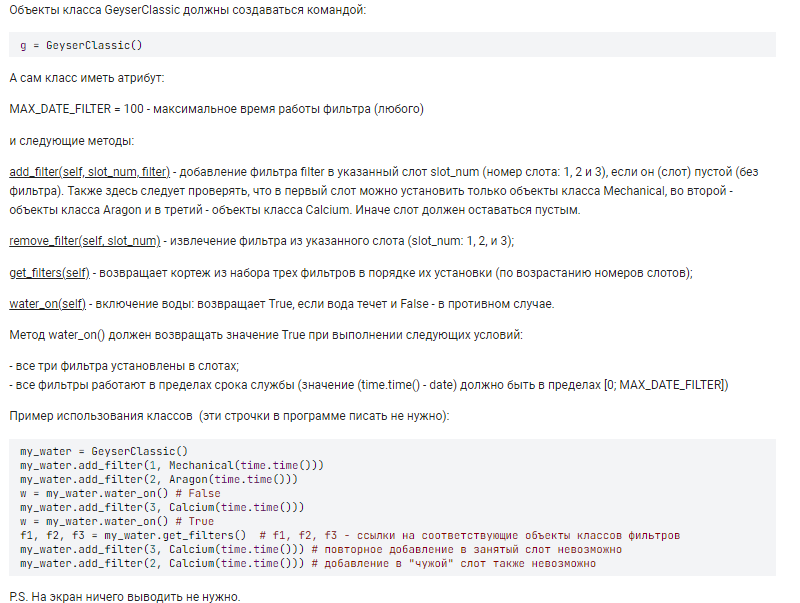 Объекты класса GeyserClassic должны создаваться командой:
g = GeyserClassic()
А сам класс иметь атрибут:
MAX_DATE_FILTER = 100 - максимальное время работы фильтра (любого)
и следующие методы:
add_filter(self, slot_num, filter) - добавление фильтра filter в указанный слот slot_num (номер слота: 1, 2 и 3), если он (слот) пустой (без
фильтра). Также здесь следует проверять, что в первый слот можно установить только объекты класса Mechanical, во второй -
объекты класса Aragon и в третий - объекты класса Calcium. Иначе слот должен оставаться пустым.
remove_filter(self, slot_num) - извлечение фильтра из указанного слота (slot_num: 1, 2, и 3);
get_filters(self) - возвращает кортеж из набора трех фильтров в порядке их установки (по возрастанию номеров слотов);
water_on(self) - включение воды: возвращает True, если вода течет и False - в противном случае.
Метод water_on() должен возвращать значение True при выполнении следующих условий:
- все три фильтра установлены в слотах;
- все фильтры работают в пределах срока службы (значение (time.time() - date) должно быть в пределах [0; MAX_DATE_FILTER])
Пример использования классов (эти строчки в программе писать не нужно):
my_water = GeyserClassic()
my_water.add_filter(1, Mechanical(time.time()))
my_water.add_filter(2, Aragon(time.time()))
w = my_water.water_on() # False
my_water.add_filter(3, Calcium(time.time()))
w = my_water.water_on() # True
f1, f2, f3 = my_water.get_filters()  # f1, f2, f3 - ссылки на соответствующие объекты классов фильтров
my_water.add_filter(3, Calcium(time.time())) # повторное добавление в занятый слот невозможно
my_water.add_filter(2, Calcium(time.time())) # добавление в "чужой" слот также невозможно
P.S. На экран ничего выводить не нужно.